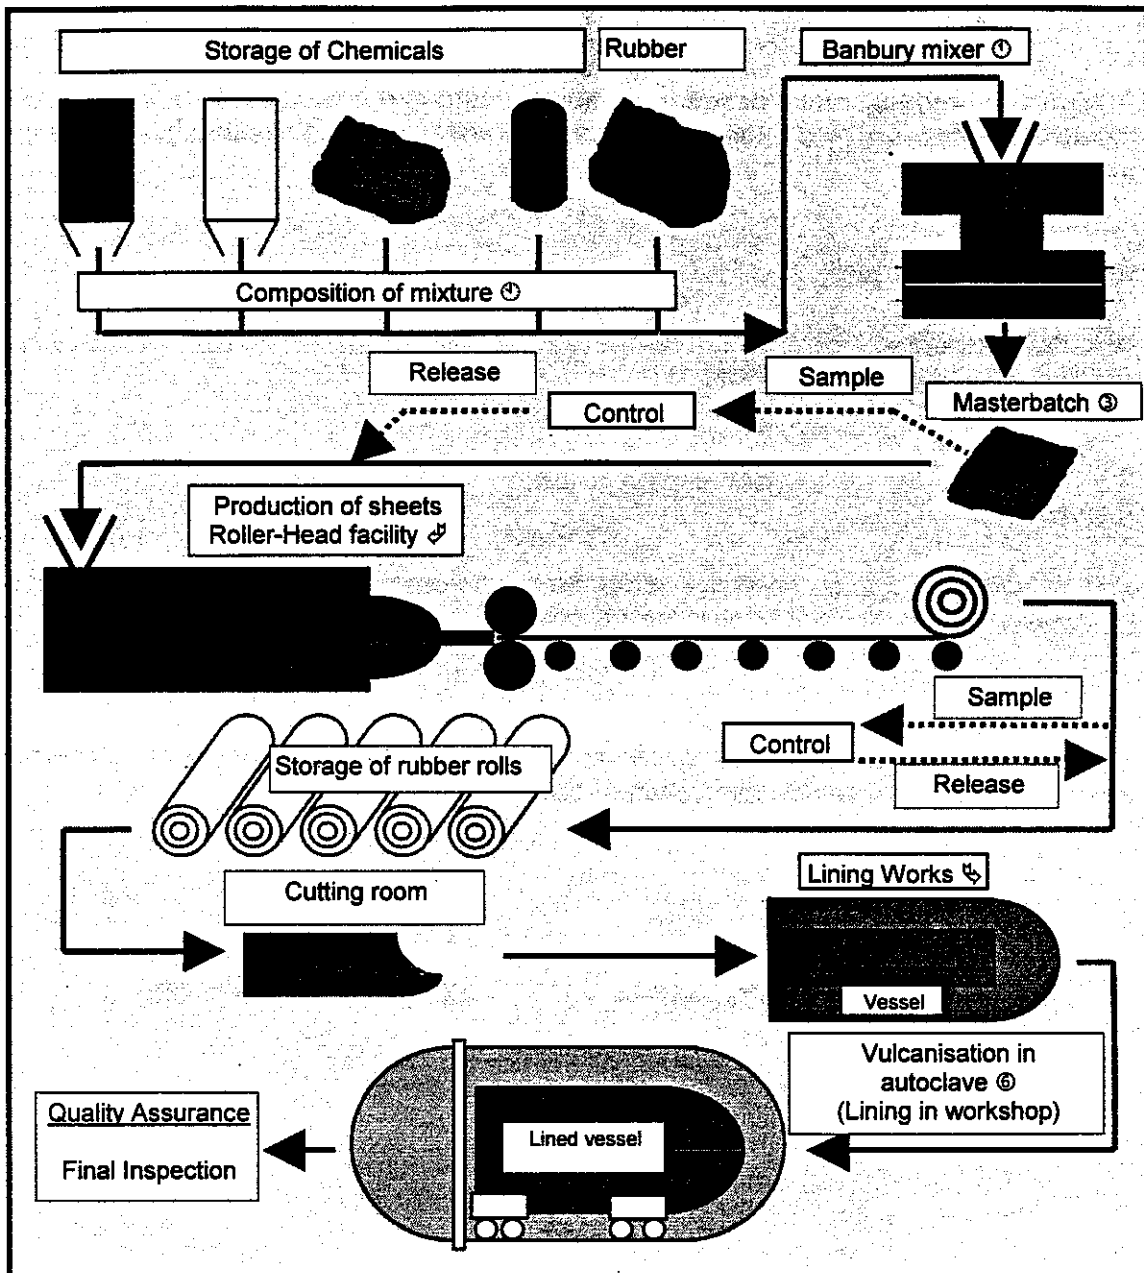 Storage of Chemicals
Rubber
Banbury mixer 🕚
Composition of mixture 🕚
Release
Sample
Control
Masterbatch ③
Production of sheets
Roller-Head facility
Sample
Control
Release
Storage of rubber rolls
Cutting room
Lining Works
Vessel
Vulcanisation in
autoclave ⑥
(Lining in workshop)
Lined vessel
Quality Assurance
Final Inspection